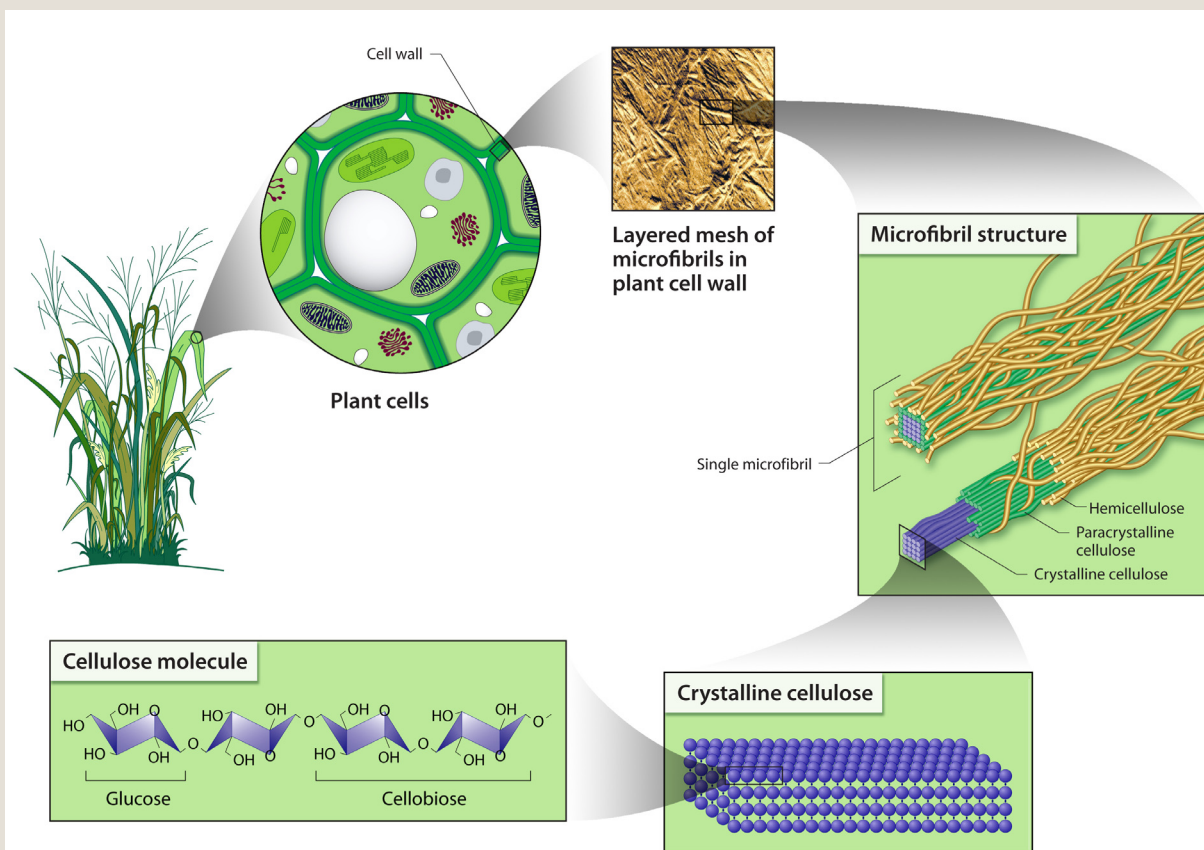 Cell wall
Plant cells
Layered mesh of
microfibrils in
plant cell wall
Microfibril structure
Single microfibril
Hemicellulose
Paracrystalline
cellulose
Crystalline cellulose
Cellulose molecule
HO OH O HO OH O OH O HO OH O
HO OH O OH O HO OH O OH O
Glucose
Cellobiose
Crystalline cellulose